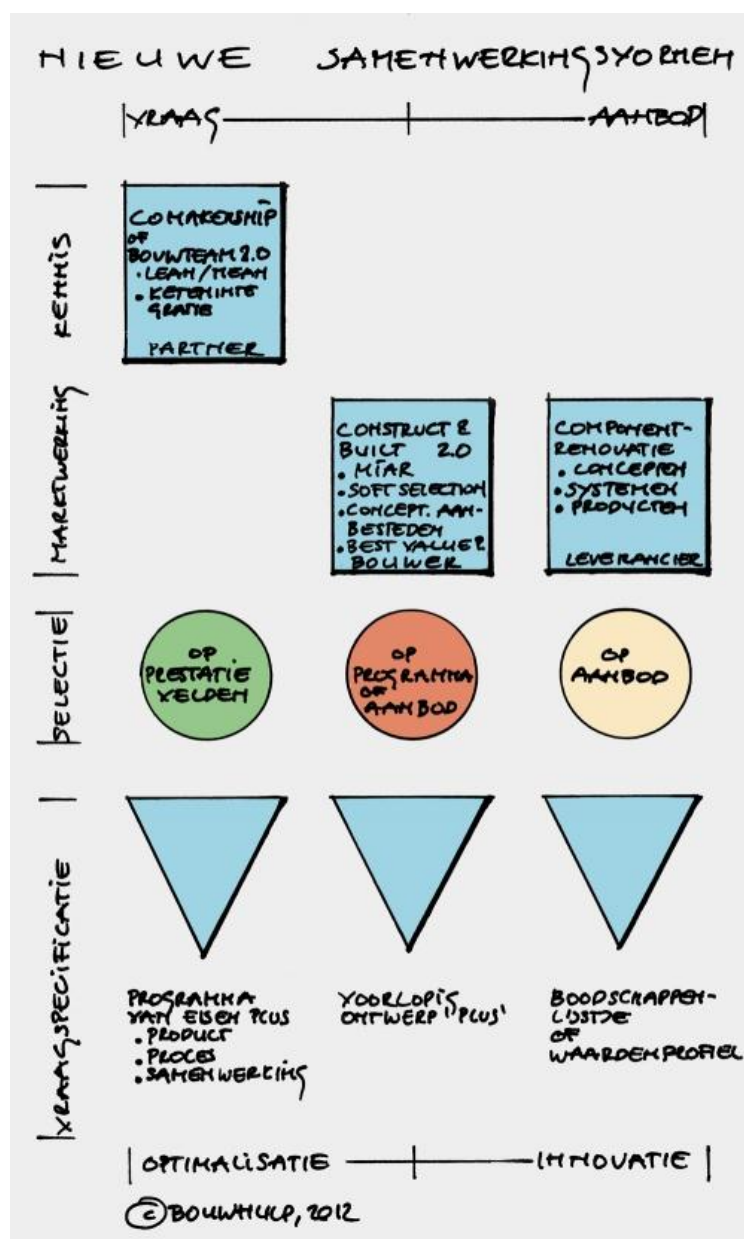 NIEUWE SAMENWERKINGSVORMEN
VRAAG AANBOD
KENNIS
COMAKERSHIP
OF
BOUWTEAM 2.0
• LEAN/MEAN
• KETENINTE
GRATIE
PARTNER
MARKTWERKING
CONSTRUCT &
BUILT 2.0
• MIAR
• SOFT SELECTION
• CONCEPT. AAN-
BESTEDEN
• BEST VALUE?
BOUWER
COMPONENT-
RENOVATIE
• CONCEPTEN
• SYSTEMEN
• PRODUCTEN
LEVERANCIER
SELECTIE
OP
PRESTATIE
VELDEN
OP
PROGRAMMA
OF
AANBOD
OP
AANBOD
VRAAGSPECIFICATIE
PROGRAMMA
VAN EISEN PLUS
• PRODUCT
• PROCES
• SAMENWERKING
VOORLOPIG
ONTWERP "PLUS'
BOODSCHAPPEN-
LIJSTJE
OF
WAARDENPROFIEL
OPTIMALISATIE INNOVATIE
© BOUWHULP, 2012